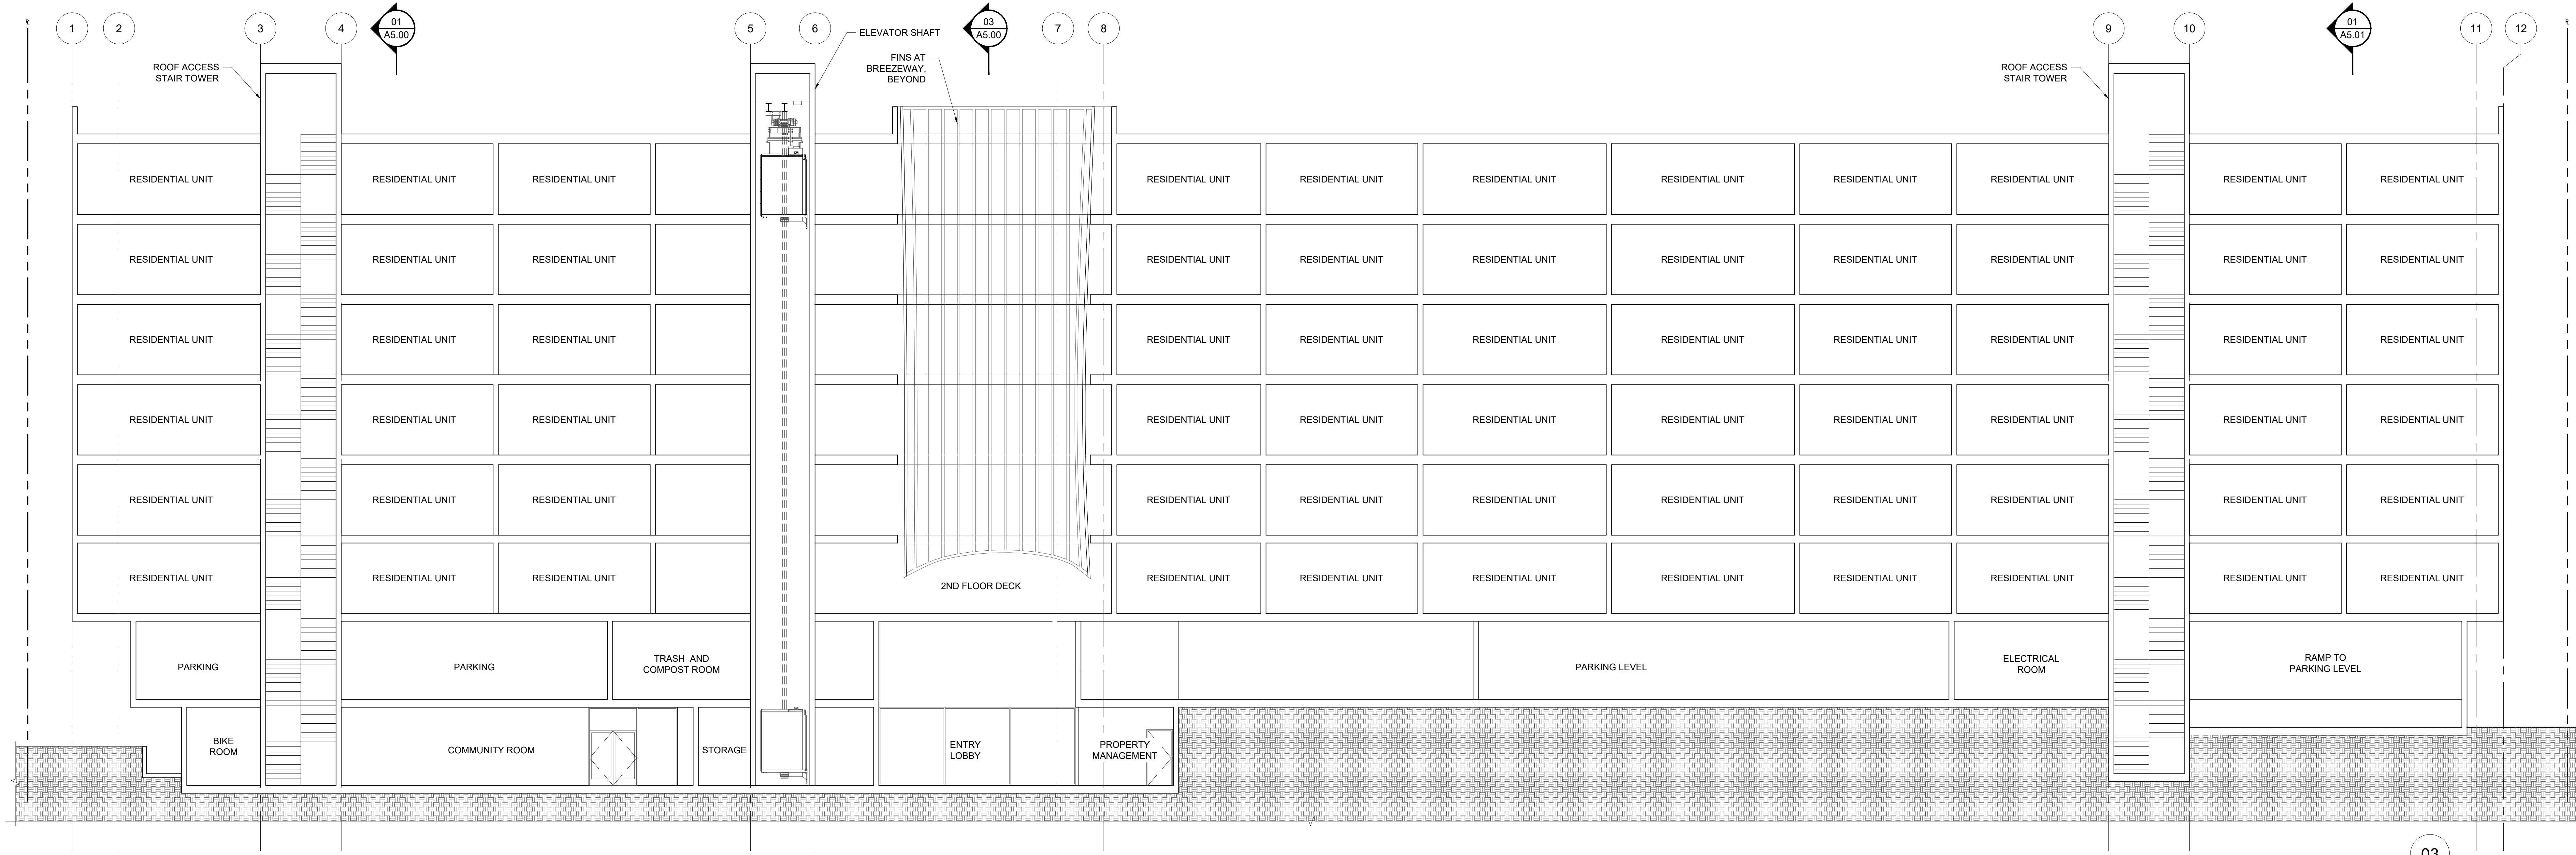 1 2 3 4 01 A5.00 5 6 03 A5.00 7 8 9 10 01 A5.01 11 12
ELEVATOR SHAFT
FINS AT
BREEZEWAY,
BEYOND
ROOF ACCESS
STAIR TOWER
ROOF ACCESS
STAIR TOWER
RESIDENTIAL UNIT RESIDENTIAL UNIT RESIDENTIAL UNIT RESIDENTIAL UNIT RESIDENTIAL UNIT RESIDENTIAL UNIT RESIDENTIAL UNIT RESIDENTIAL UNIT RESIDENTIAL UNIT RESIDENTIAL UNIT RESIDENTIAL UNIT
RESIDENTIAL UNIT RESIDENTIAL UNIT RESIDENTIAL UNIT RESIDENTIAL UNIT RESIDENTIAL UNIT RESIDENTIAL UNIT RESIDENTIAL UNIT RESIDENTIAL UNIT RESIDENTIAL UNIT RESIDENTIAL UNIT RESIDENTIAL UNIT
RESIDENTIAL UNIT RESIDENTIAL UNIT RESIDENTIAL UNIT RESIDENTIAL UNIT RESIDENTIAL UNIT RESIDENTIAL UNIT RESIDENTIAL UNIT RESIDENTIAL UNIT RESIDENTIAL UNIT RESIDENTIAL UNIT RESIDENTIAL UNIT
RESIDENTIAL UNIT RESIDENTIAL UNIT RESIDENTIAL UNIT RESIDENTIAL UNIT RESIDENTIAL UNIT RESIDENTIAL UNIT RESIDENTIAL UNIT RESIDENTIAL UNIT RESIDENTIAL UNIT RESIDENTIAL UNIT RESIDENTIAL UNIT
RESIDENTIAL UNIT RESIDENTIAL UNIT RESIDENTIAL UNIT RESIDENTIAL UNIT RESIDENTIAL UNIT RESIDENTIAL UNIT RESIDENTIAL UNIT RESIDENTIAL UNIT RESIDENTIAL UNIT RESIDENTIAL UNIT RESIDENTIAL UNIT
RESIDENTIAL UNIT RESIDENTIAL UNIT RESIDENTIAL UNIT RESIDENTIAL UNIT RESIDENTIAL UNIT RESIDENTIAL UNIT RESIDENTIAL UNIT RESIDENTIAL UNIT RESIDENTIAL UNIT RESIDENTIAL UNIT RESIDENTIAL UNIT
2ND FLOOR DECK
PARKING
PARKING
TRASH AND
COMPOST ROOM
PARKING LEVEL
ELECTRICAL
ROOM
RAMP TO
PARKING LEVEL
BIKE
ROOM
COMMUNITY ROOM
STORAGE
ENTRY
LOBBY
PROPERTY
MANAGEMENT
03